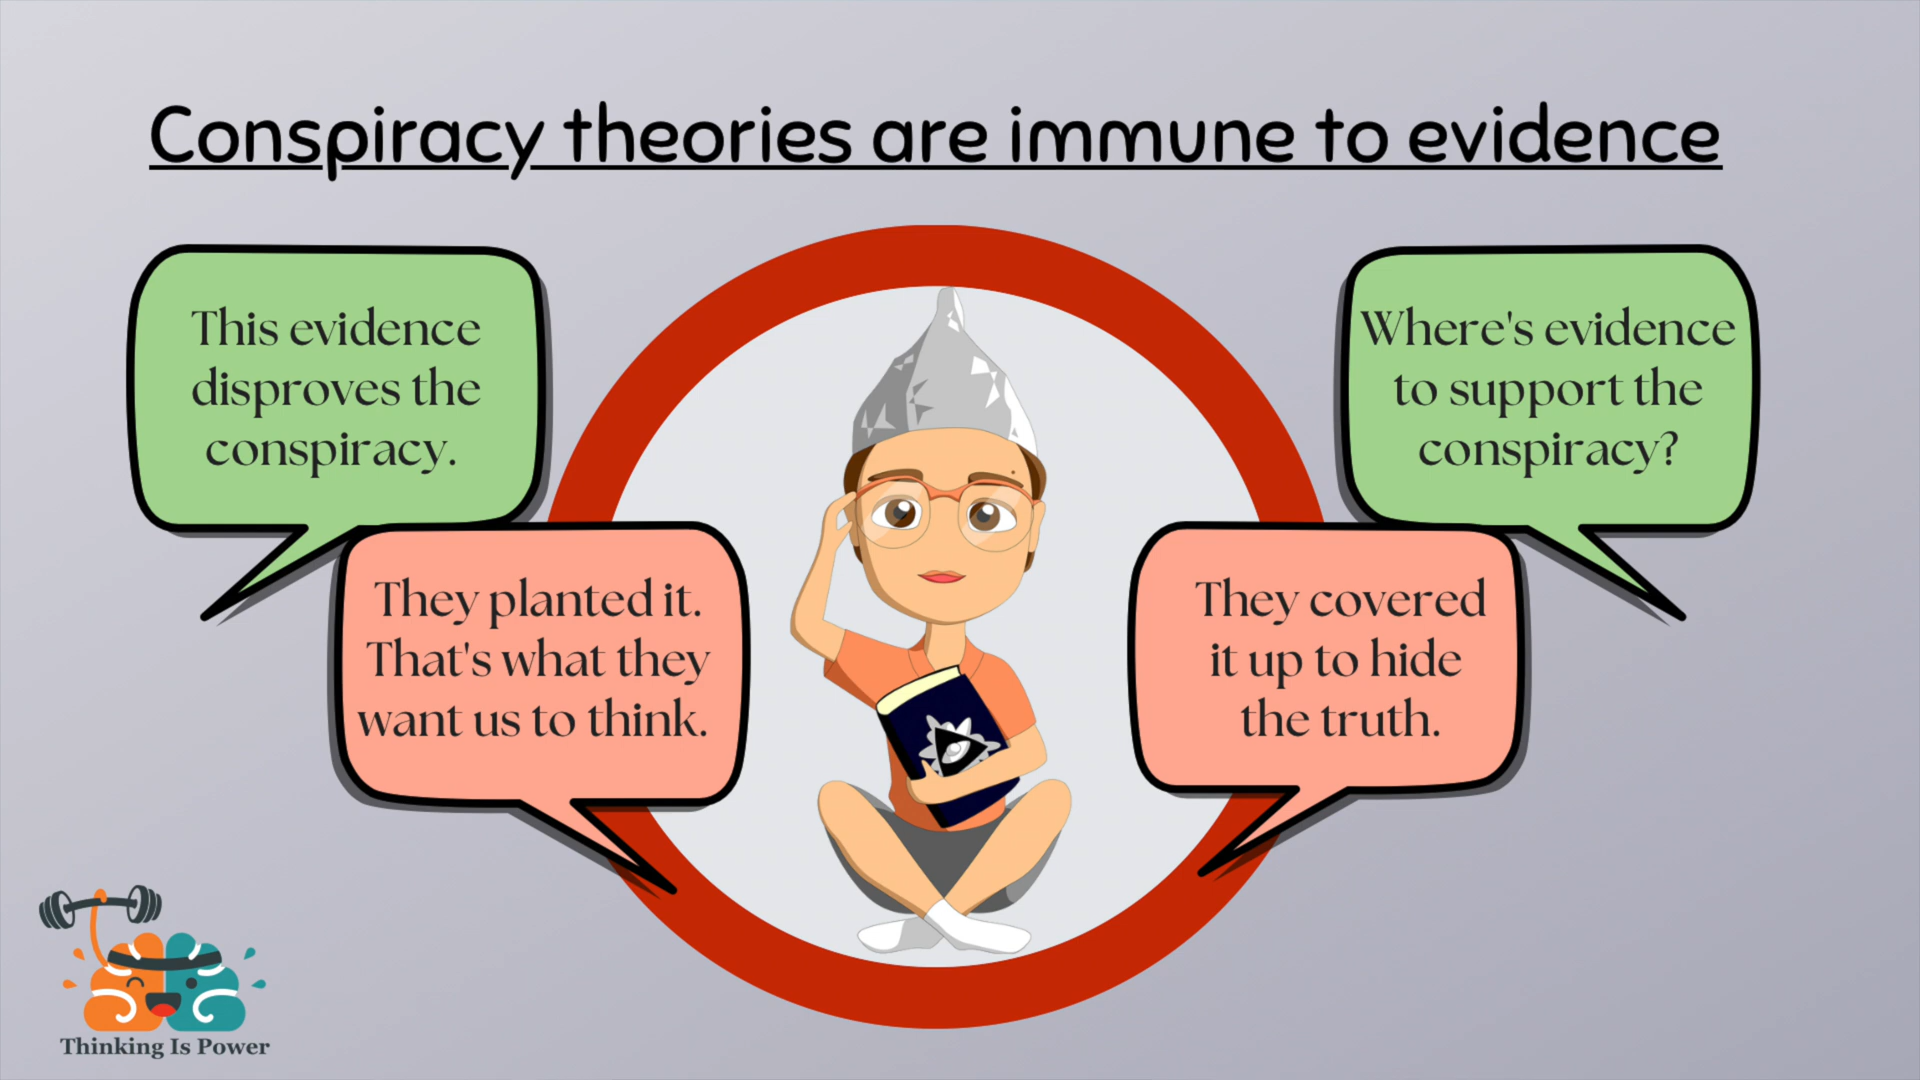 Conspiracy theories are immune to evidence
This evidence
disproves the
conspiracy.
They planted it.
That's what they
want us to think.
Where's evidence
to support the
conspiracy?
They covered
it up to hide
the truth.
Thinking Is Power